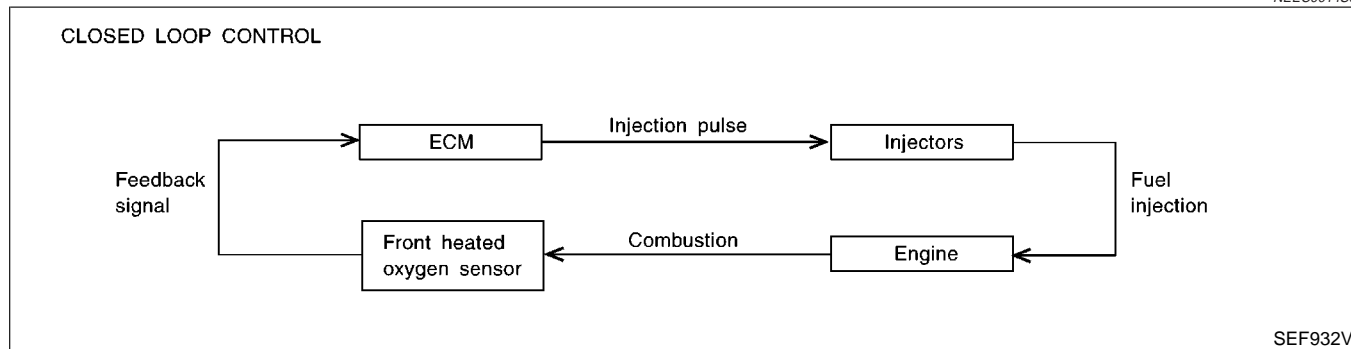 CLOSED LOOP CONTROL
ECM
Injection pulse
Injectors
Feedback
signal
Fuel
injection
Front heated
oxygen sensor
Combustion
Engine
SEF932V